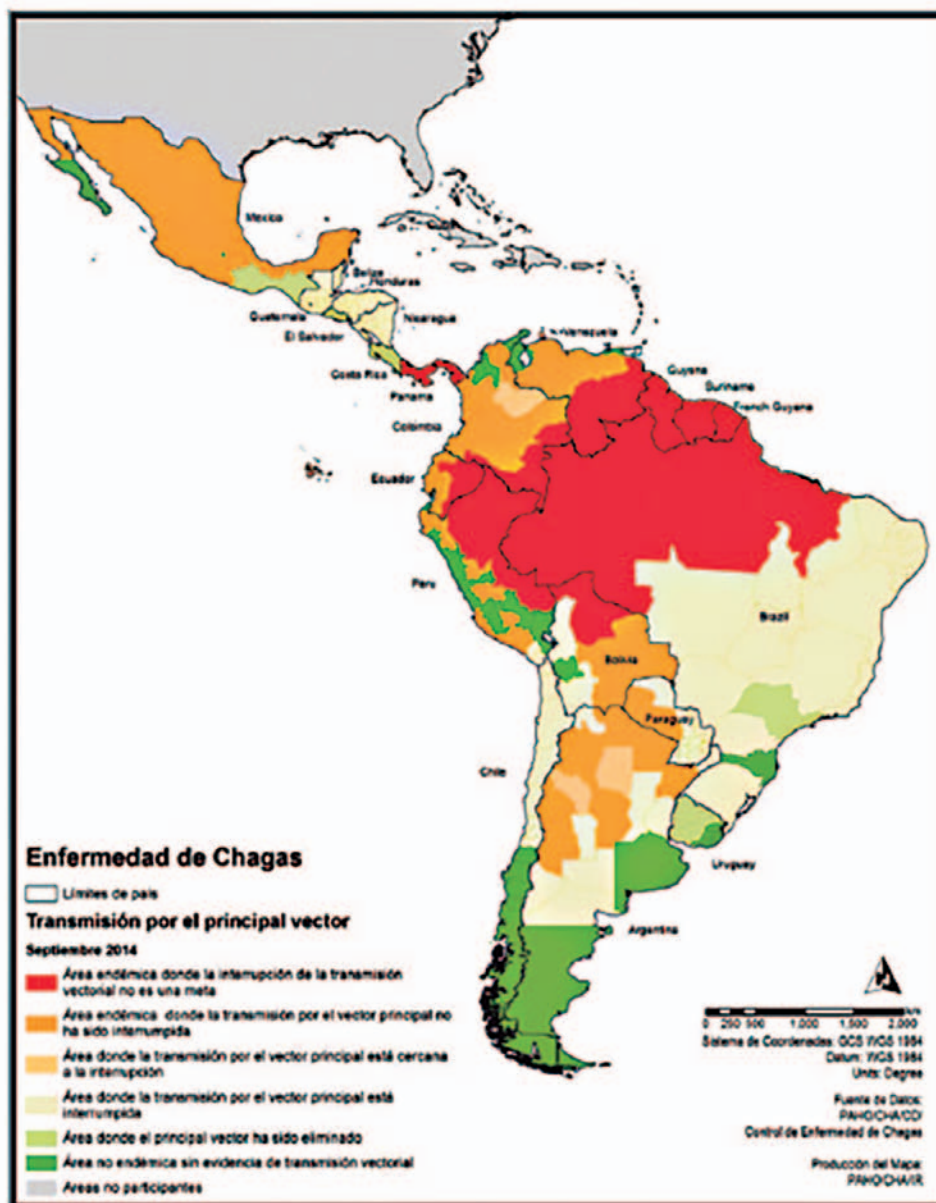 Mexico
Belize
Honduras
Guatemala
Nicaragua
El Salvador
Costa Rica
Panama
Venezuela
Guyana
Suriname
French Guyana
Colombia
Ecuador
Peru
Brazil
Bolivia
Paraguay
Chile
Uruguay
Argentina
Enfermedad de Chagas
Límites de país
Transmisión por el principal vector
Septiembre 2014
Área endémica donde la interrupción de la transmisión
vectorial no es una meta
Área endémica donde la transmisión por el vector principal no
ha sido interrumpida
Área donde la transmisión por el vector principal está cercana
a la interrupción
Área donde la transmisión por el vector principal está
interrumpida
Área donde el principal vector ha sido eliminado
Área no endémica sin evidencia de transmisión vectorial
Áreas no participantes
0 250 500 1,000 1,500 2,000
Sistema de Coordenadas: GCS WGS 1984
Datum: WGS 1984
Units: Degree
Fuente de Datos:
PAHO/CHA/CD/
Control de Enfermedad de Chagas
Producción del Mapa:
PAHO/CHA/IR